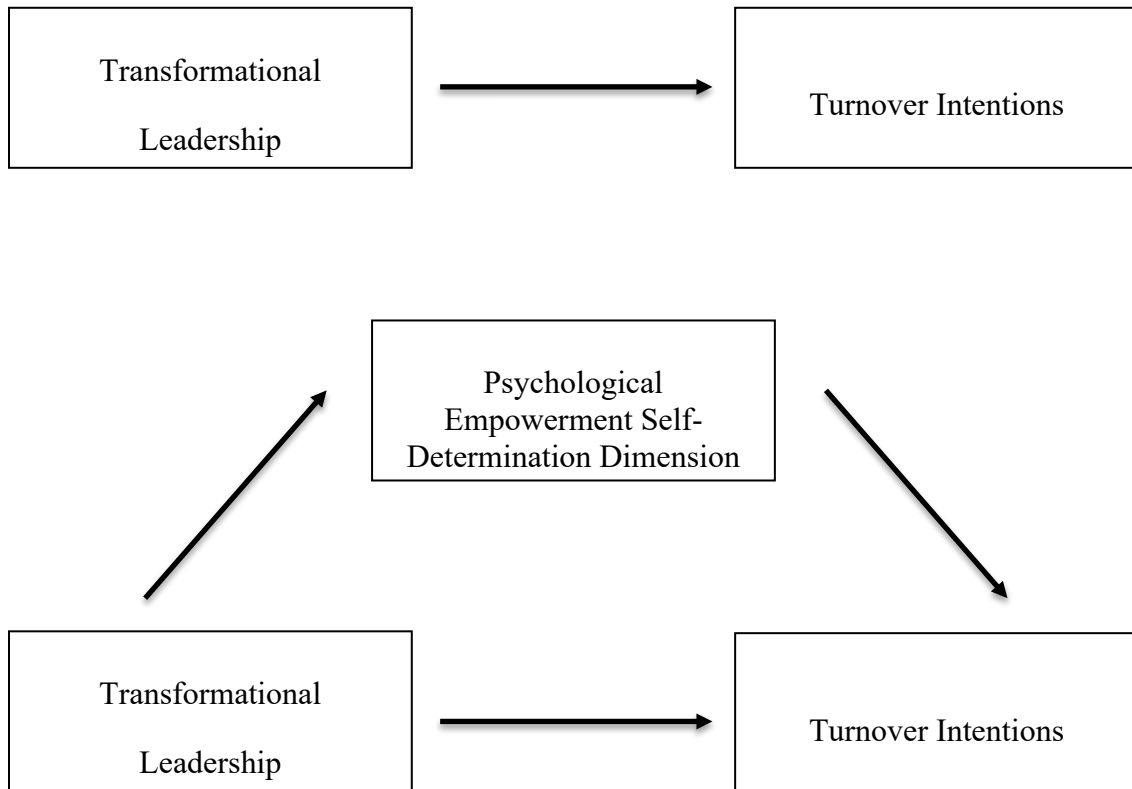 Transformational
Leadership
Turnover Intentions
Psychological
Empowerment Self-
Determination Dimension
Transformational
Leadership
Turnover Intentions